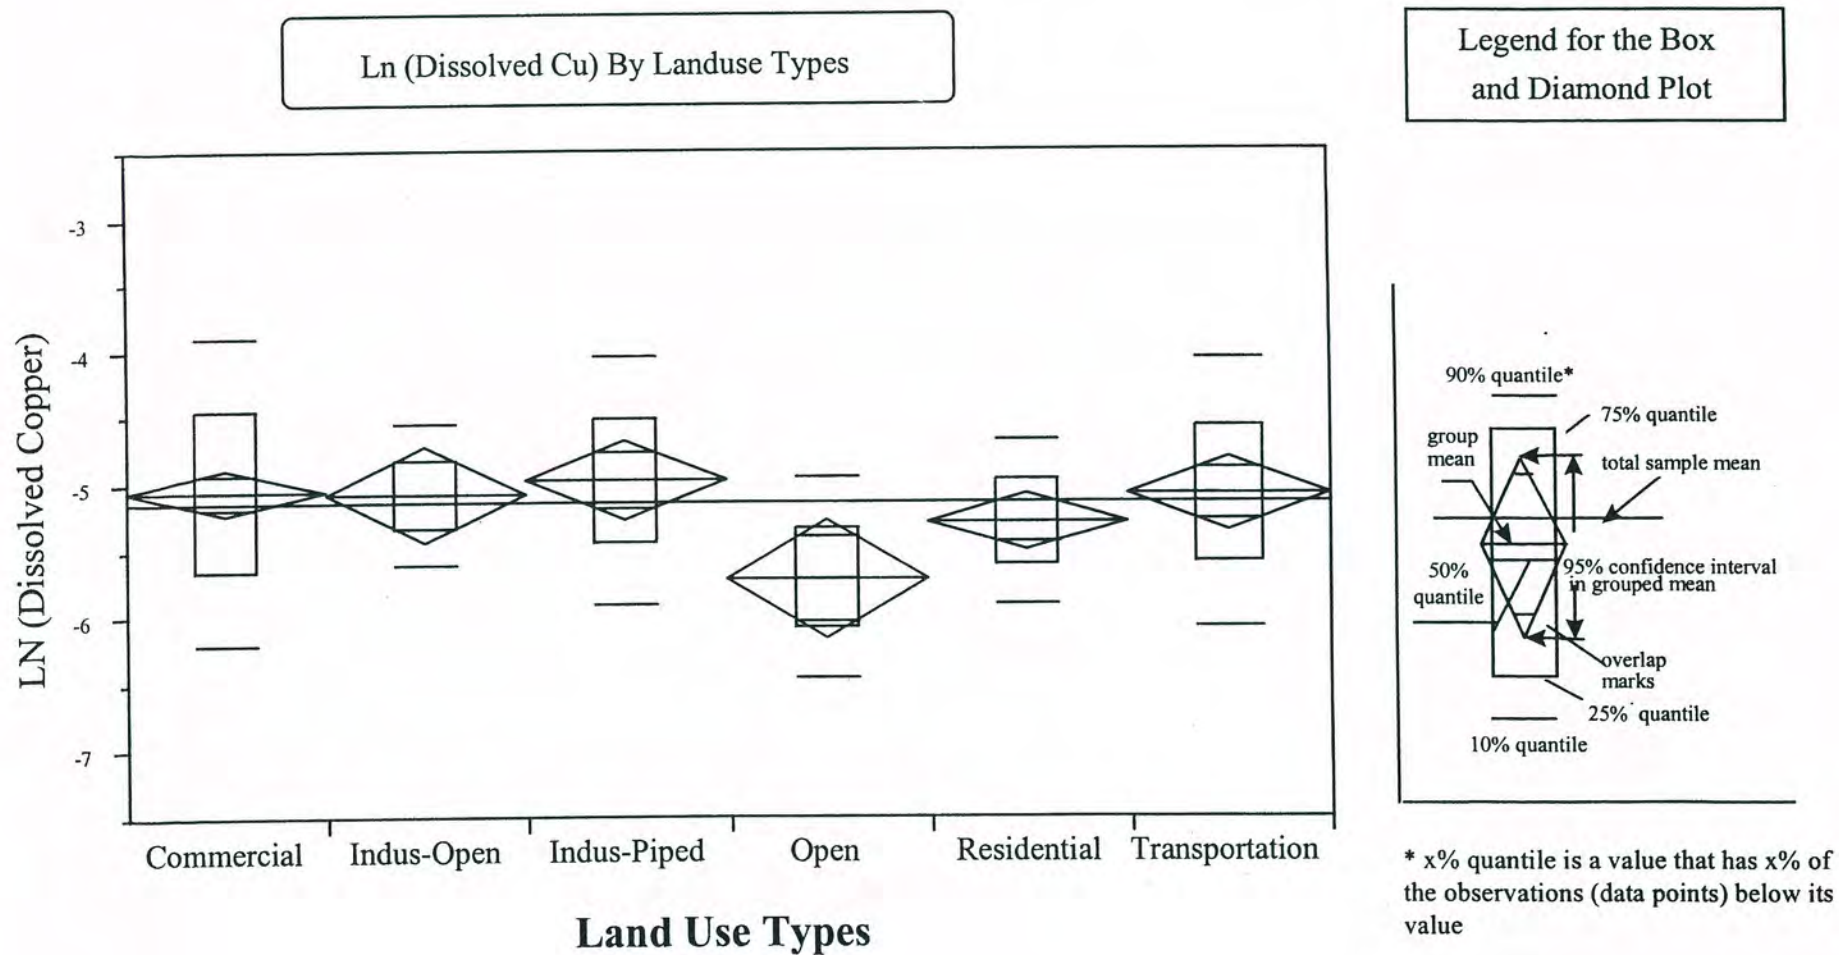 Ln (Dissolved Cu) By Landuse Types
Legend for the Box
and Diamond Plot
LN (Dissolved Copper)
-3
-4
-5
-6
-7
Commercial
Indus-Open
Indus-Piped
Open
Residential
Transportation
Land Use Types
90% quantile*
75% quantile
group
mean
total sample mean
50%
quantile
95% confidence interval
in grouped mean
overlap
marks
25% quantile
10% quantile
* x% quantile is a value that has x% of
the observations (data points) below its
value